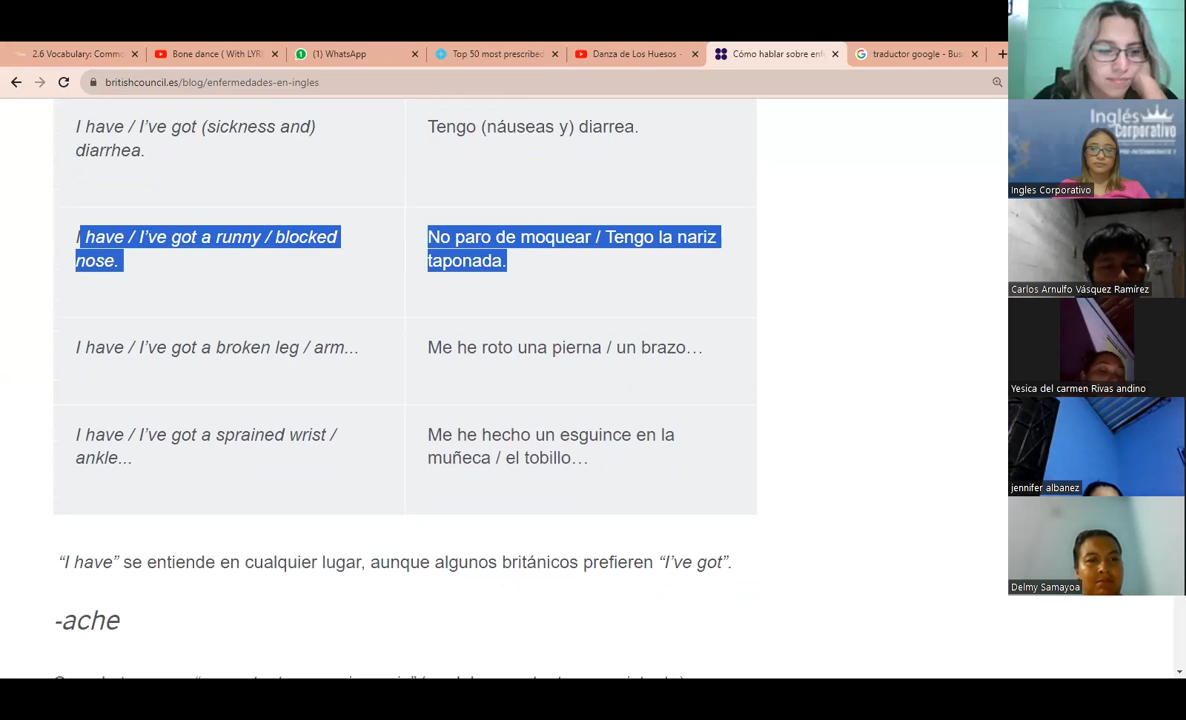 2.6 Vocabulary: Commo
Bone dance ( With LYRI
(1) WhatsApp
Top 50 most prescribed
Danza de Los Huesos -
Cómo hablar sobre enf
traductor google - Bus
britishcouncil.es/blog/enfermedades-en-ingles
I have / I've got (sickness and)
diarrhea.
Tengo (náuseas y) diarrea.
I have / I've got a runny / blocked
nose.
No paro de moquear / Tengo la nariz
taponada.
I have / I've got a broken leg / arm...
Me he roto una pierna / un brazo…
I have / I've got a sprained wrist /
ankle...
Me he hecho un esguince en la
muñeca / el tobillo…
“I have” se entiende en cualquier lugar, aunque algunos británicos prefieren “I’ve got”.
-ache
Inglés
Corporativo
Ingles Corporativo
Carlos Arnulfo Vásquez Ramírez
Yesica del carmen Rivas andino
jennifer albanez
Delmy Samayoa